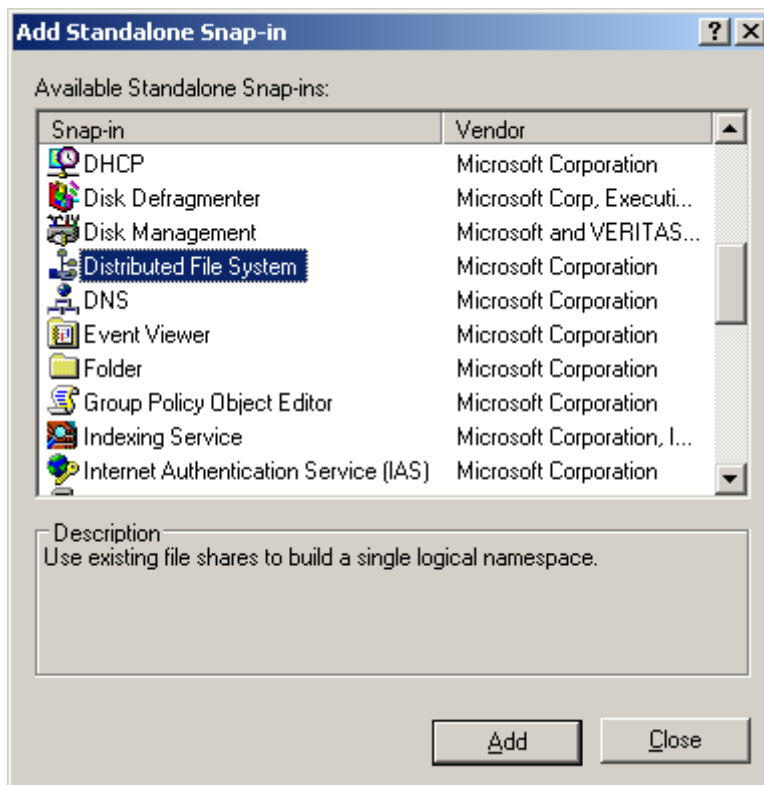 Add Standalone Snap-in
Available Standalone Snap-ins:
Snap-in Vendor
DHCP Microsoft Corporation
Disk Defragmenter Microsoft Corp, Executi...
Disk Management Microsoft and VERITAS...
Distributed File System Microsoft Corporation
DNS Microsoft Corporation
Event Viewer Microsoft Corporation
Folder Microsoft Corporation
Group Policy Object Editor Microsoft Corporation
Indexing Service Microsoft Corporation, I...
Internet Authentication Service (IAS) Microsoft Corporation
Description
Use existing file shares to build a single logical namespace.
Add Close